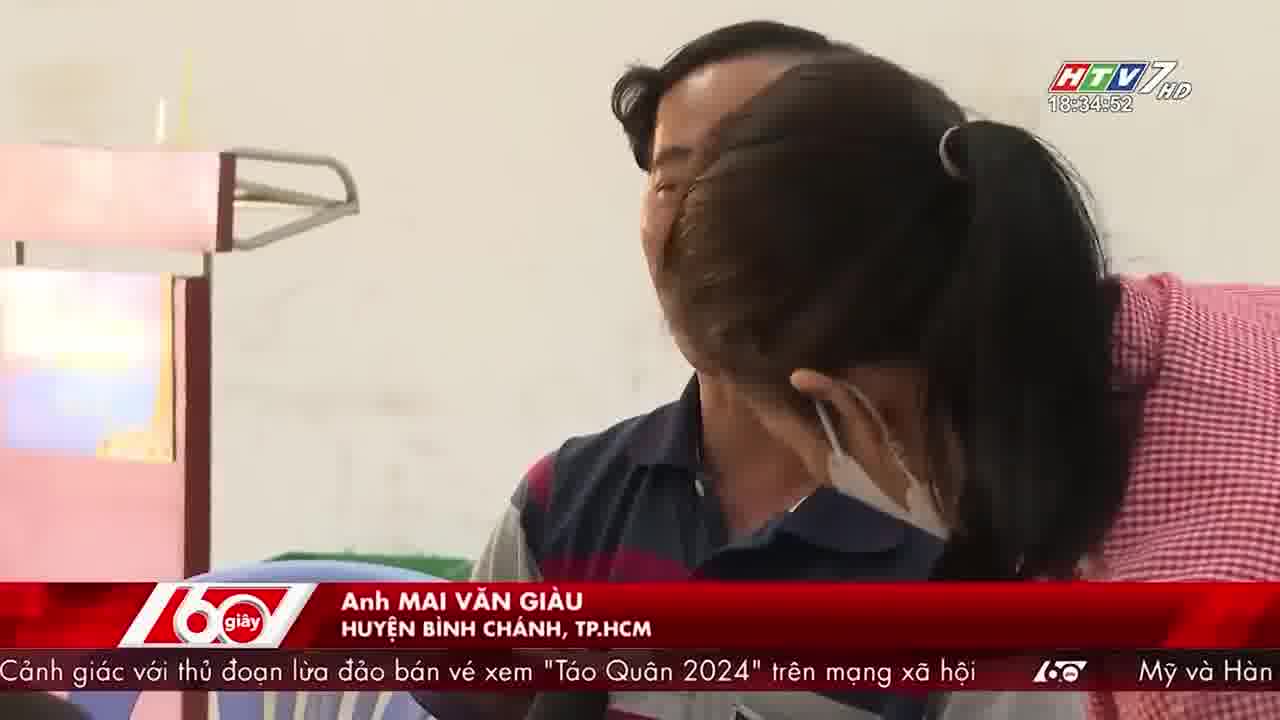 HTV7 HD
18:34:52
60 giây
Anh MAI VĂN GIÀU
HUYỆN BÌNH CHÁNH, TP.HCM
Cảnh giác với thủ đoạn lừa đảo bán vé xem "Táo Quân 2024" trên mạng xã hội
60
Mỹ và Hàn